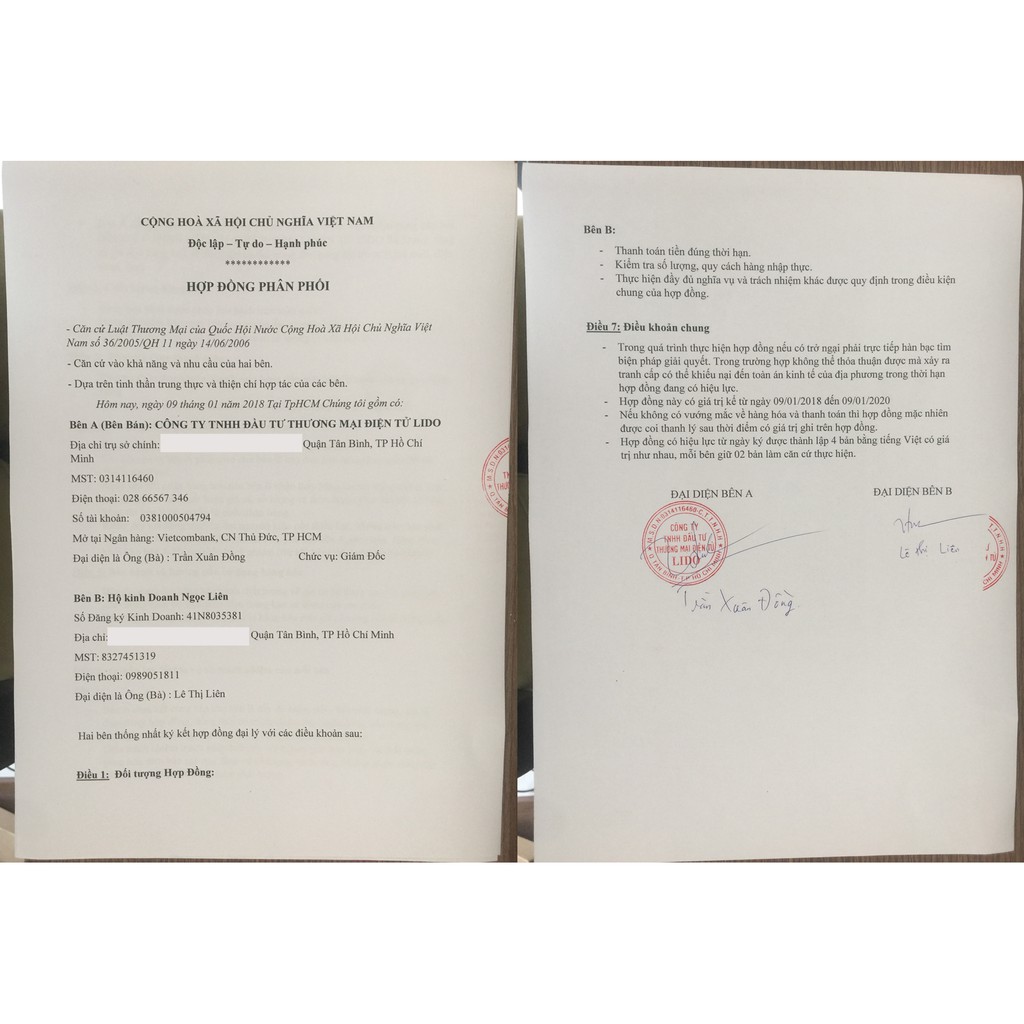 CỘNG HOÀ XÃ HỘI CHỦ NGHĨA VIỆT NAM
Độc lập – Tự do – Hạnh phúc
************
HỢP ĐỒNG PHÂN PHỐI
- Căn cử Luật Thương Mại của Quốc Hội Nước Cộng Hoà Xã Hội Chủ Nghĩa Việt
Nam số 36/2005/QH 11 ngày 14/06/2006
- Căn cứ vào khả năng và nhu cầu của hai bên.
- Dựa trên tinh thần trung thực và thiện chí hợp tác của các bên.
Hôm nay, ngày 09 tháng 01 năm 2018 Tại TpHCM Chúng tôi gồm có:
Bên A (Bên Bán): CÔNG TY TNHH ĐẦU TƯ THƯƠNG MẠI ĐIỆN TỬ LIDO
Địa chỉ trụ sở chính: Quận Tân Bình, TP Hồ Chí
Minh
MST: 0314116460
Điện thoại: 028 66567 346
Số tài khoản: 0381000504794
Mở tại Ngân hàng: Vietcombank, CN Thủ Đức, TP HCM
Đại diện là Ông (Bà) : Trần Xuân Đồng Chức vụ: Giám Đốc
Bên B: Hộ kinh Doanh Ngọc Liên
Số Đăng ký Kinh Doanh: 41N8035381
Địa chỉ: Quận Tân Bình, TP Hồ Chí Minh
MST: 8327451319
Điện thoại: 0989051811
Đại diện là Ông (Bà) : Lê Thị Liên
Hai bên thống nhất ký kết hợp đồng đại lý với các điều khoản sau:
Điều 1: Đối tượng Hợp Đồng:
Bên B:
- Thanh toán tiền đúng thời hạn.
- Kiểm tra số lượng, quy cách hàng nhập thực.
- Thực hiện đầy đủ nghĩa vụ và trách nhiệm khác được quy định trong điều kiện
chung của hợp đồng.
Điều 7: Điều khoản chung
- Trong quá trình thực hiện hợp đồng nếu có trở ngại phải trực tiếp hàn bạc tìm
biện pháp giải quyết. Trong trường hợp không thể thỏa thuận được mà xảy ra
tranh cấp có thể khiếu nại đến toàn án kinh tế của địa phương trong thời hạn
hợp đồng đang có hiệu lực.
- Hợp đồng này có giá trị kể từ ngày 09/01/2018 đến 09/01/2020
- Nếu không có vướng mắc về hàng hóa và thanh toán thì hợp đồng mặc nhiên
được coi thanh lý sau thời điểm có giá trị ghi trên hợp đồng.
- Hợp đồng có hiệu lực từ ngày ký được thành lập 4 bản bằng tiếng Việt có giá
trị như nhau, mỗi bên giữ 02 bản làm căn cứ thực hiện.
ĐẠI DIỆN BÊN A
ĐẠI DIỆN BÊN B
M.S.D.N:0314116460-C.T.T.N.H.H
CÔNG TY
TNHH ĐẦU TƯ
THƯƠNG MẠI ĐIỆN TỬ
LIDO
Q.TÂN BÌNH-T.P HỒ CHÍ MINH
Trần Xuân Đồng
Lê Thị Liên